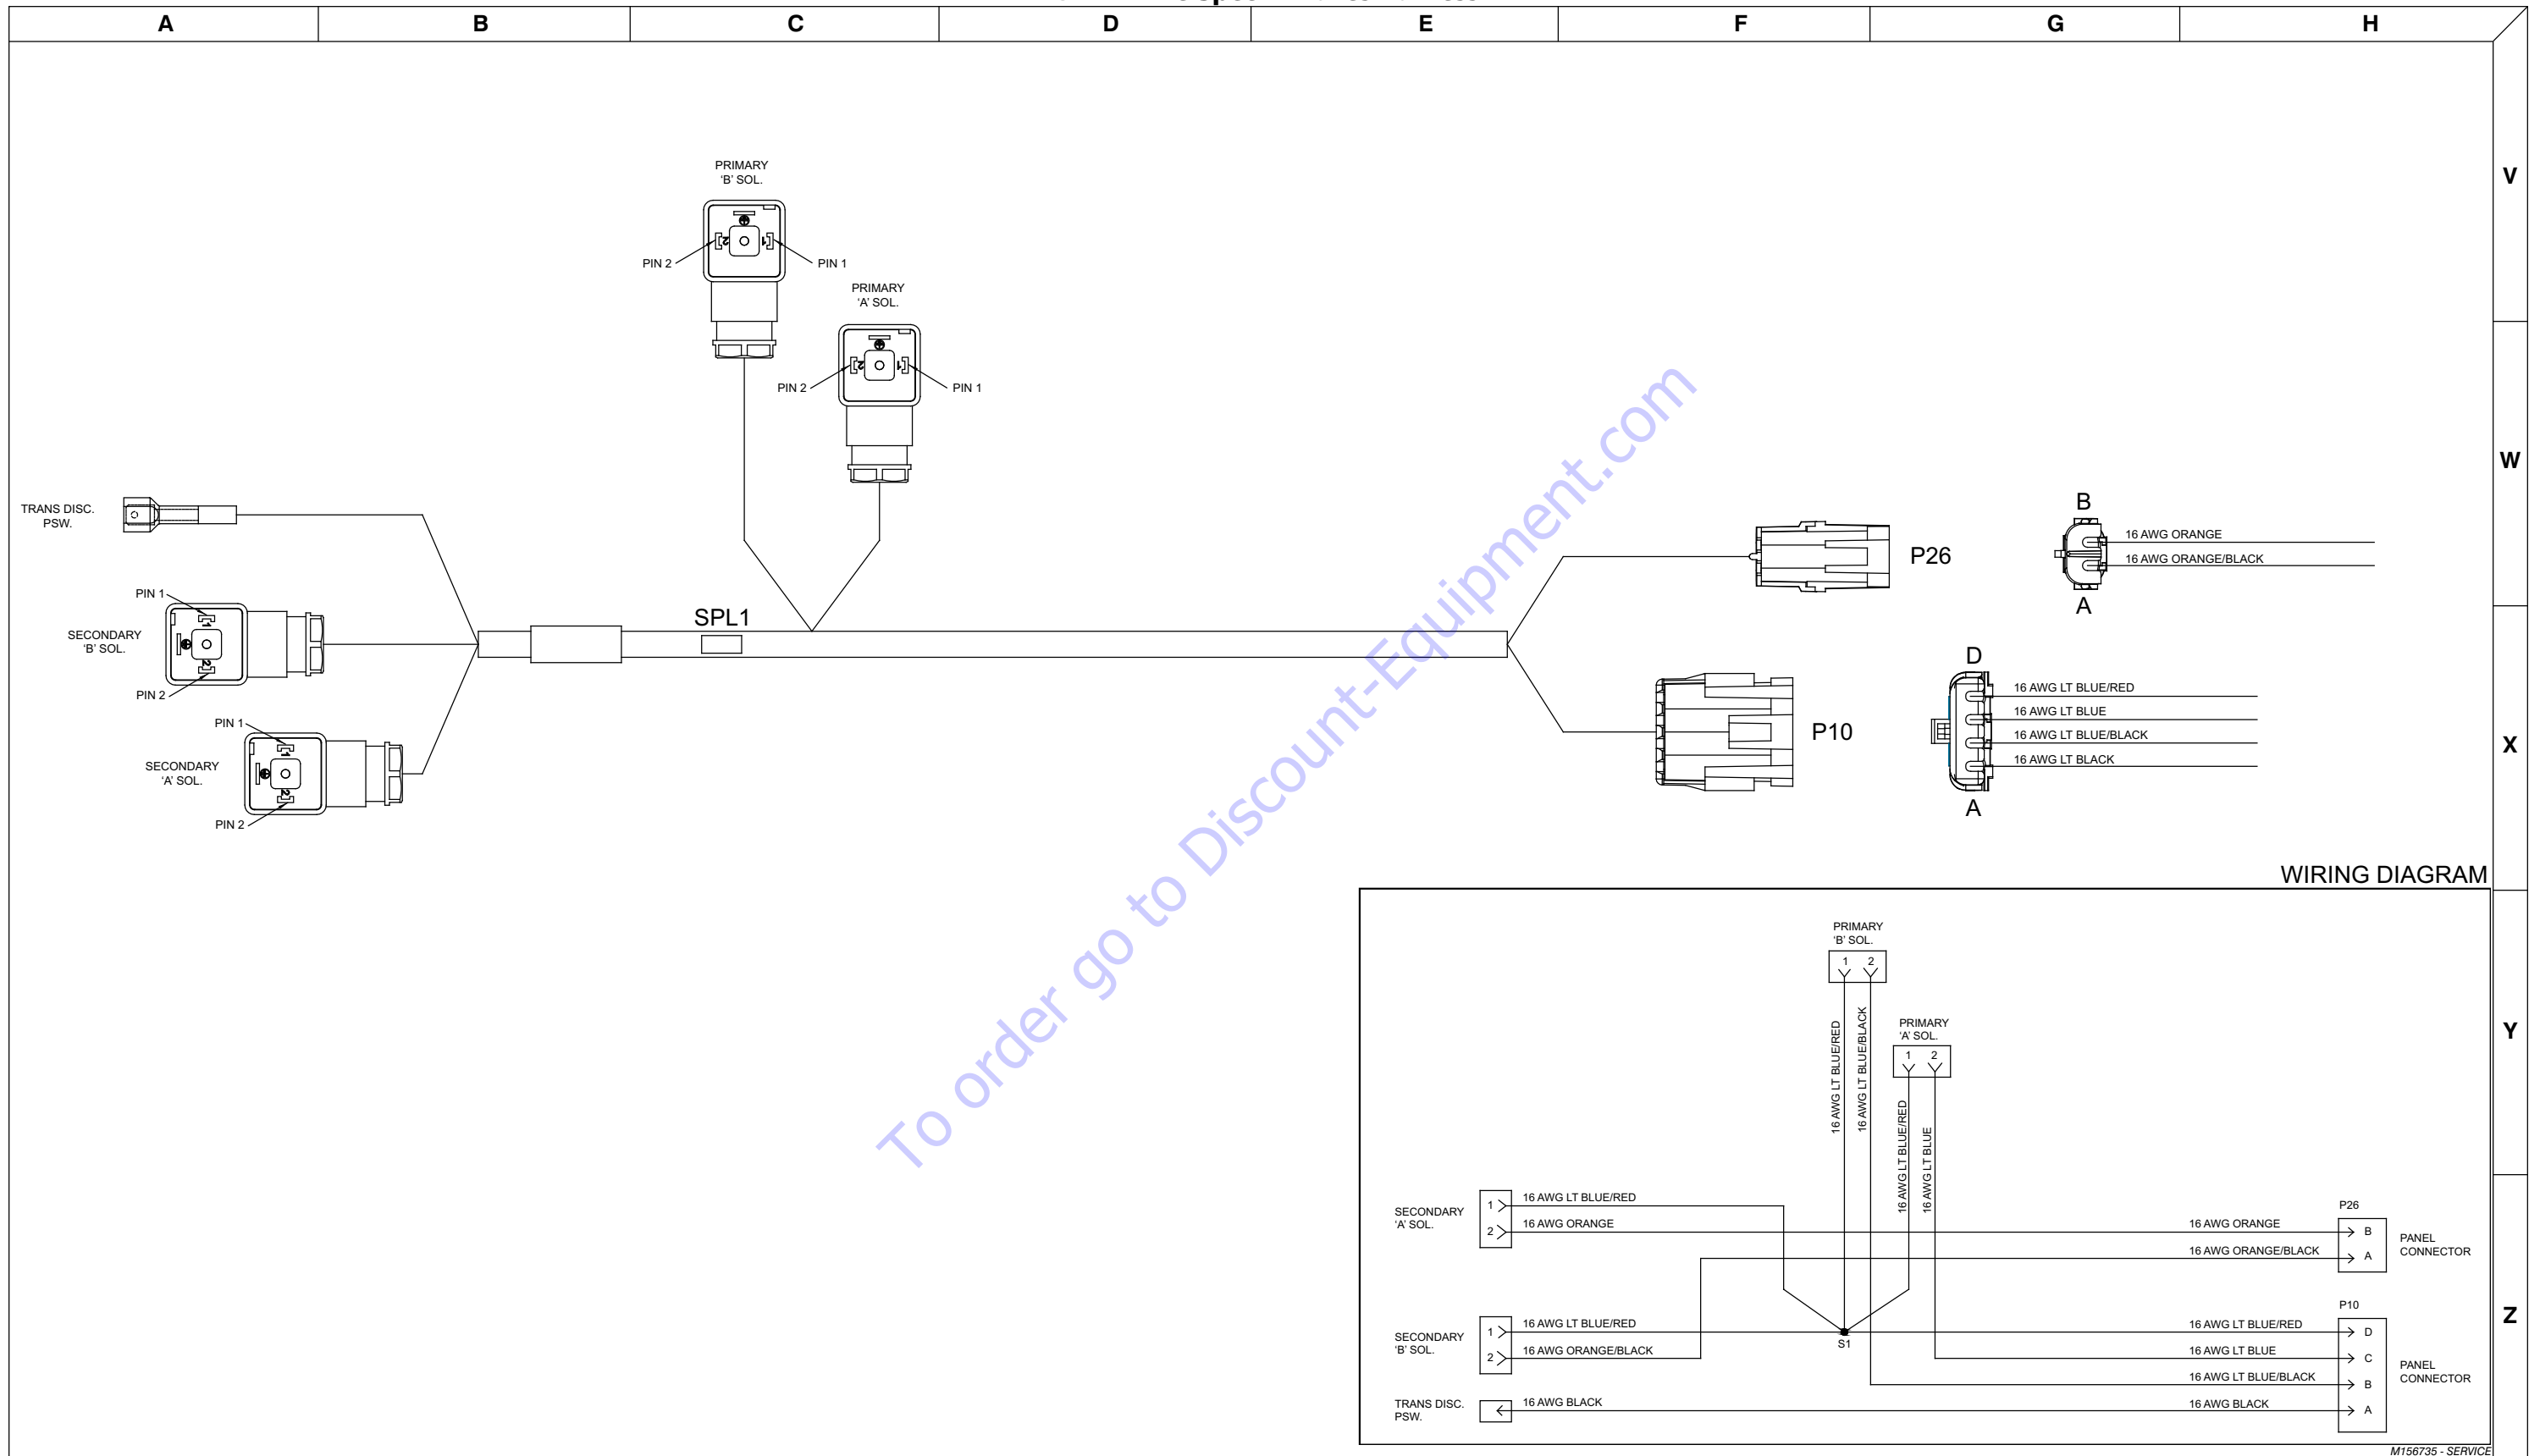 A B C D E F G H
V
W
X
Y
Z
PRIMARY
'B' SOL.
PIN 2
PIN 1
PRIMARY
'A' SOL.
PIN 2
PIN 1
2 1
2 1
TRANS DISC.
PSW.
PIN 1
SECONDARY
'B' SOL.
PIN 2
1
2
PIN 1
SECONDARY
'A' SOL.
PIN 2
1
2
SPL1
P26
B
16 AWG ORANGE
16 AWG ORANGE/BLACK
A
P10
D
16 AWG LT BLUE/RED
16 AWG LT BLUE
16 AWG LT BLUE/BLACK
16 AWG LT BLACK
A
To order go to Discount-Equipment.com
WIRING DIAGRAM
PRIMARY
'B' SOL.
1 2
16 AWG LT BLUE/RED
16 AWG LT BLUE/BLACK
PRIMARY
'A' SOL.
1 2
16 AWG LT BLUE/RED
16 AWG LT BLUE
SECONDARY
'A' SOL.
1
2
16 AWG LT BLUE/RED
16 AWG ORANGE
P26
16 AWG ORANGE
16 AWG ORANGE/BLACK
B
A
PANEL
CONNECTOR
SECONDARY
'B' SOL.
1
2
16 AWG LT BLUE/RED
16 AWG ORANGE/BLACK
S1
P10
16 AWG LT BLUE/RED
16 AWG LT BLUE
16 AWG LT BLUE/BLACK
16 AWG BLACK
D
C
B
A
PANEL
CONNECTOR
TRANS DISC.
PSW.
16 AWG BLACK
M156735 - SERVICE